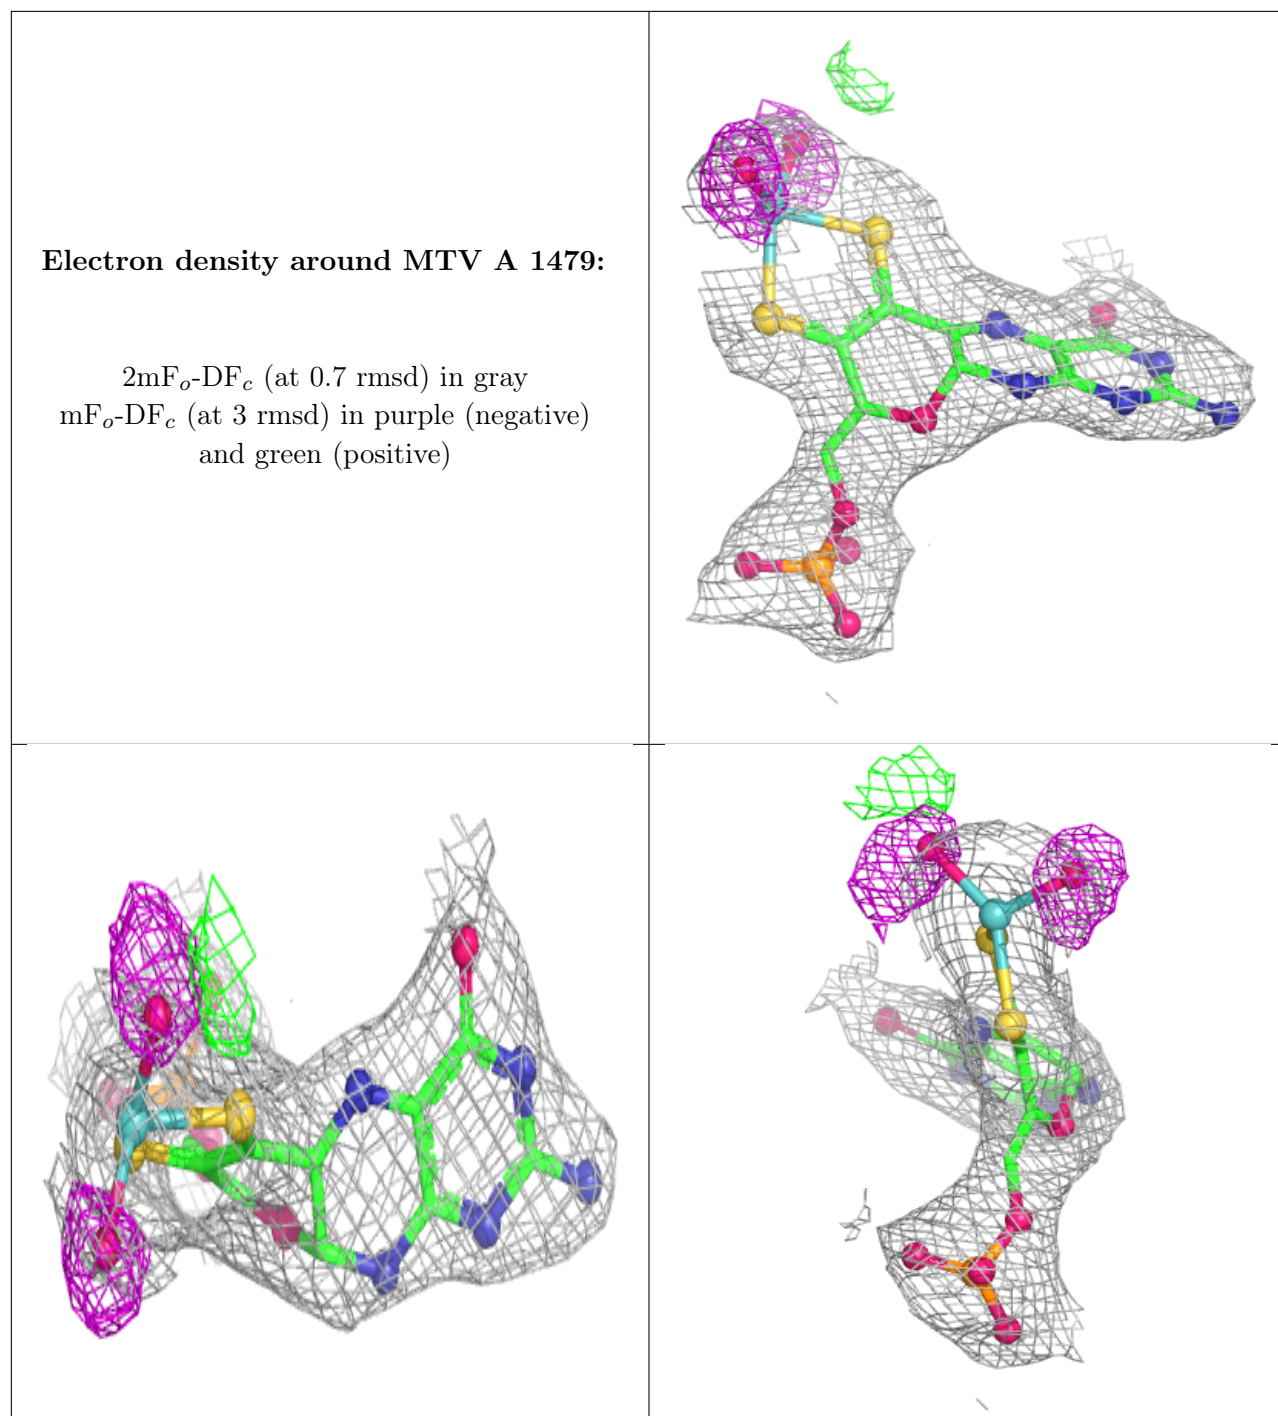 Electron density around MTV A 1479:
2mFo-DFc (at 0.7 rmsd) in gray
mFo-DFc (at 3 rmsd) in purple (negative)
and green (positive)